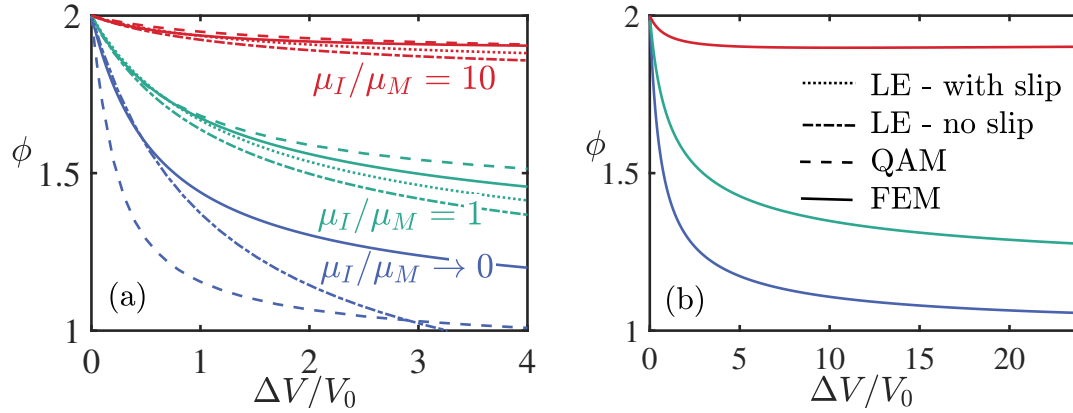 2
1.5
1
ϕ
μ_I/μ_M = 10
μ_I/μ_M = 1
μ_I/μ_M → 0
(a)
0 1 2 3 4
ΔV/V_0
2
1.5
1
ϕ
LE - with slip
LE - no slip
QAM
FEM
(b)
0 5 10 15 20
ΔV/V_0